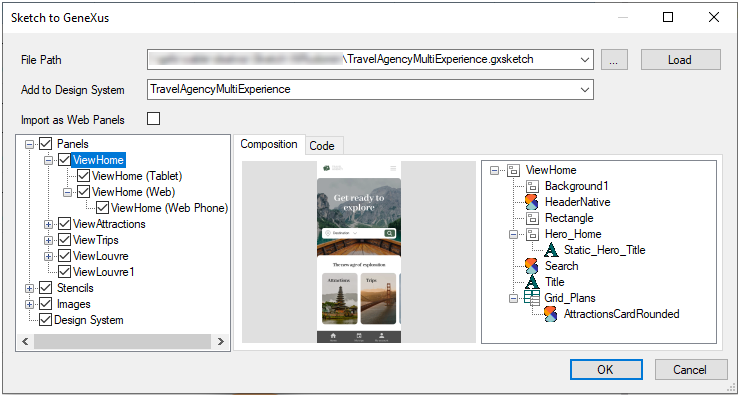 Sketch to GeneXus
File Path
\TravelAgencyMultiExperience.gxsketch
...
Load
Add to Design System
TravelAgencyMultiExperience
Import as Web Panels
Panels
ViewHome
ViewHome (Tablet)
ViewHome (Web)
ViewHome (Web Phone)
ViewAttractions
ViewTrips
ViewLouvre
ViewLouvre1
Stencils
Images
Design System
Composition
Code
Get ready to
explore
Destination
The new age of exploration
Attractions
Trips
ViewHome
Background1
HeaderNative
Rectangle
Hero_Home
Static_Hero_Title
Search
Title
Grid_Plans
AttractionsCardRounded
OK
Cancel